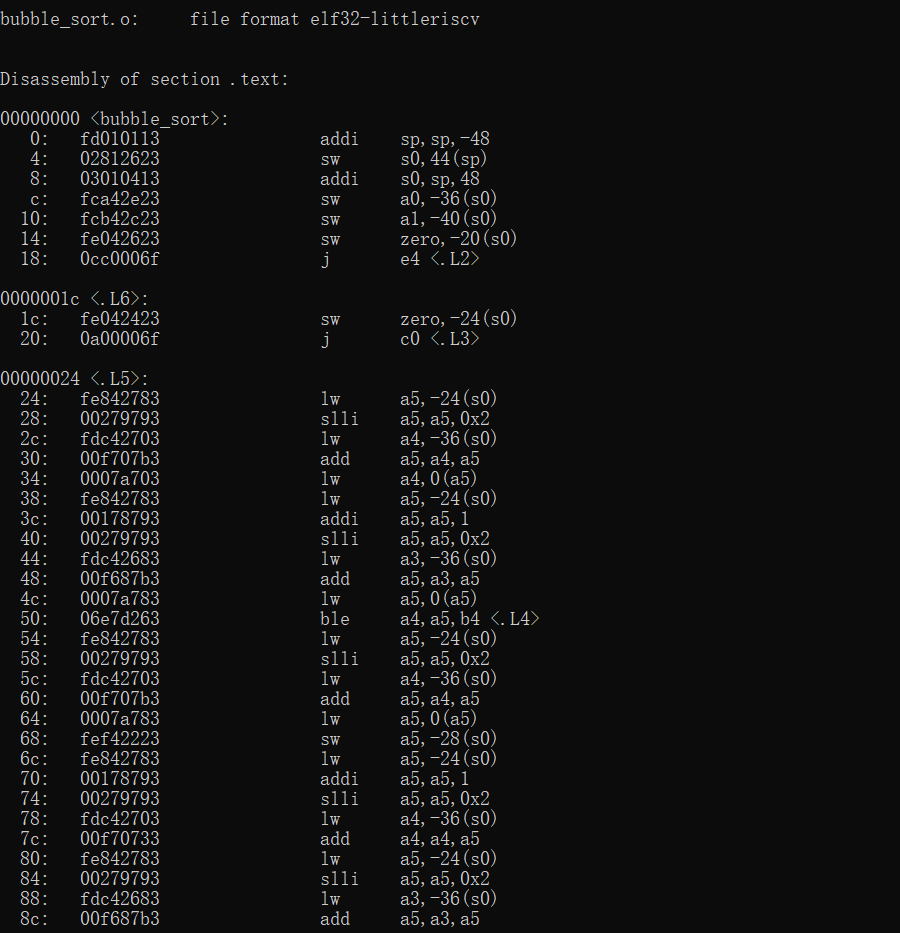 bubble_sort.o:     file format elf32-littleriscv
Disassembly of section .text:
00000000 <bubble_sort>:
   0:   fd010113                addi    sp,sp,-48
   4:   02812623                sw      s0,44(sp)
   8:   03010413                addi    s0,sp,48
   c:   fca42e23                sw      a0,-36(s0)
  10:   fcb42c23                sw      a1,-40(s0)
  14:   fe042623                sw      zero,-20(s0)
  18:   0cc0006f                j       e4 <.L2>
0000001c <.L6>:
  1c:   fe042423                sw      zero,-24(s0)
  20:   0a00006f                j       c0 <.L3>
00000024 <.L5>:
  24:   fe842783                lw      a5,-24(s0)
  28:   00279793                slli    a5,a5,0x2
  2c:   fdc42703                lw      a4,-36(s0)
  30:   00f707b3                add     a5,a4,a5
  34:   0007a703                lw      a4,0(a5)
  38:   fe842783                lw      a5,-24(s0)
  3c:   00178793                addi    a5,a5,1
  40:   00279793                slli    a5,a5,0x2
  44:   fdc42683                lw      a3,-36(s0)
  48:   00f687b3                add     a5,a3,a5
  4c:   0007a783                lw      a5,0(a5)
  50:   06e7d263                ble     a4,a5,b4 <.L4>
  54:   fe842783                lw      a5,-24(s0)
  58:   00279793                slli    a5,a5,0x2
  5c:   fdc42703                lw      a4,-36(s0)
  60:   00f707b3                add     a5,a4,a5
  64:   0007a783                lw      a5,0(a5)
  68:   fef42223                sw      a5,-28(s0)
  6c:   fe842783                lw      a5,-24(s0)
  70:   00178793                addi    a5,a5,1
  74:   00279793                slli    a5,a5,0x2
  78:   fdc42703                lw      a4,-36(s0)
  7c:   00f70733                add     a4,a4,a5
  80:   fe842783                lw      a5,-24(s0)
  84:   00279793                slli    a5,a5,0x2
  88:   fdc42683                lw      a3,-36(s0)
  8c:   00f687b3                add     a5,a3,a5